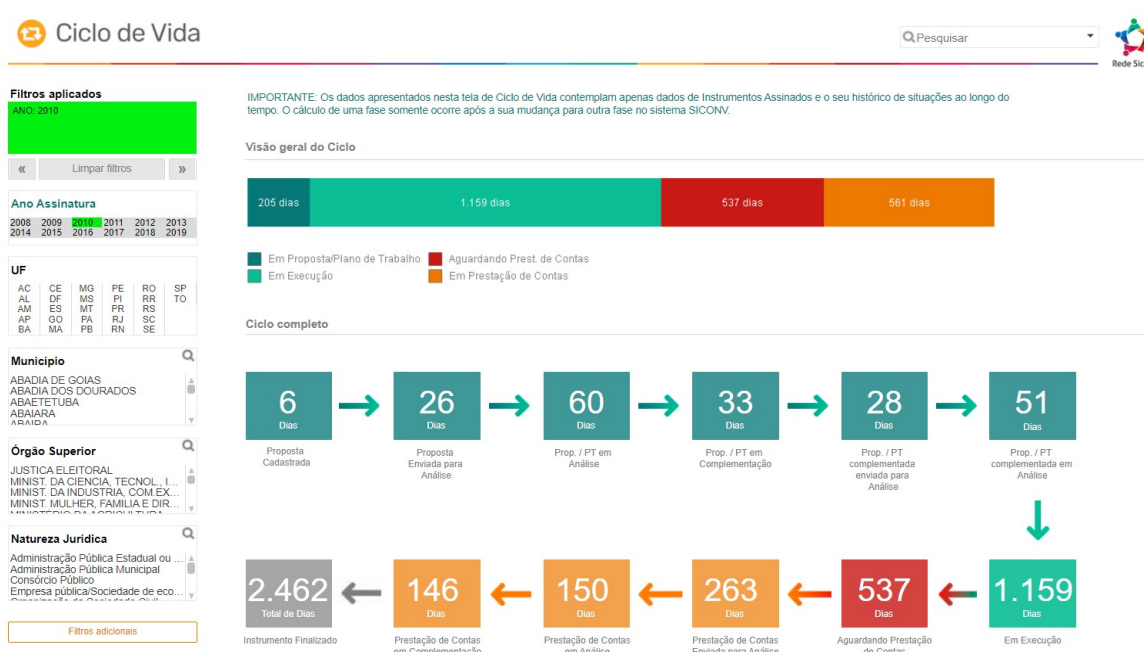 Ciclo de Vida
Pesquisar
Rede Sic
Filtros aplicados
ANO: 2010
«
Limpar filtros
»
Ano Assinatura
2008 2009 2010 2011 2012 2013
2014 2015 2016 2017 2018 2019
UF
AC CE MG PE RO SP
AL DF MS PI RR TO
AM ES MT PR RS
AP GO PA RJ SC
BA MA PB RN SE
Município
ABADIA DE GOIAS
ABADIA DOS DOURADOS
ABAETETUBA
ABAIARA
ABAIRA
Órgão Superior
JUSTICA ELEITORAL
MINIST. DA CIENCIA, TECNOL., I...
MINIST. DA INDUSTRIA, COM.EX...
MINIST. MULHER, FAMILIA E DIR...
MINISTÉRIO DA AGRICULTURA
Natureza Juridica
Administração Pública Estadual ou ...
Administração Pública Municipal
Consórcio Público
Empresa pública/Sociedade de eco...
Organização da Sociedade Civil
Filtros adicionais
IMPORTANTE: Os dados apresentados nesta tela de Ciclo de Vida contemplam apenas dados de Instrumentos Assinados e o seu histórico de situações ao longo do
tempo. O cálculo de uma fase somente ocorre após a sua mudança para outra fase no sistema SICONV.
Visão geral do Ciclo
205 dias
1.159 dias
537 dias
561 dias
Em Proposta/Plano de Trabalho
Aguardando Prest. de Contas
Em Execução
Em Prestação de Contas
Ciclo completo
6
Dias
Proposta
Cadastrada
26
Dias
Proposta
Enviada para
Análise
60
Dias
Prop. / PT em
Análise
33
Dias
Prop. / PT em
Complementação
28
Dias
Prop. / PT
complementada
enviada para
Análise
51
Dias
Prop. / PT
complementada em
Análise
2.462
Total de Dias
Instrumento Finalizado
146
Dias
Prestação de Contas
em Complementação
150
Dias
Prestação de Contas
em Análise
263
Dias
Prestação de Contas
Enviada para Análise
537
Dias
Aguardando Prestação
de Contas
1.159
Dias
Em Execução